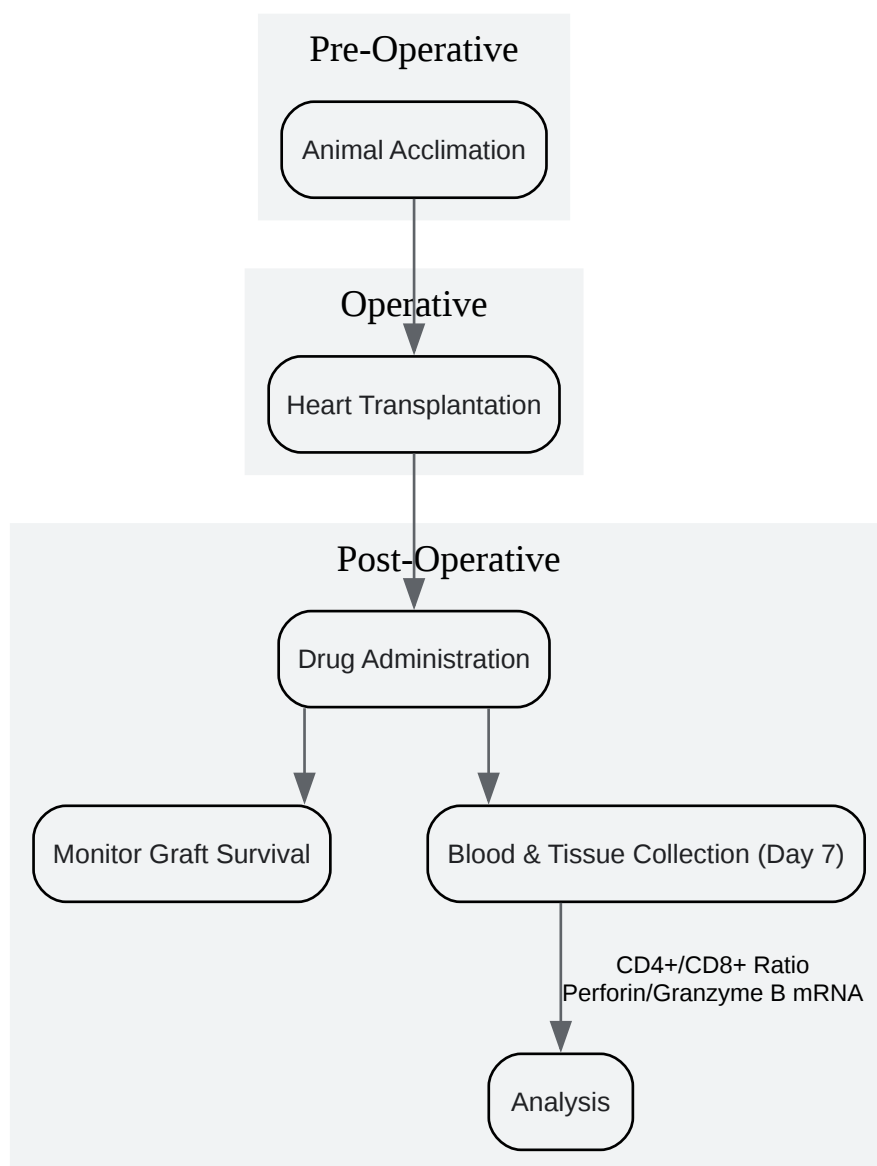 Pre-Operative
Animal Acclimation
Operative
Heart Transplantation
Post-Operative
Drug Administration
Monitor Graft Survival
Blood & Tissue Collection (Day 7)
CD4+/CD8+ Ratio
Perforin/Granzyme B mRNA
Analysis